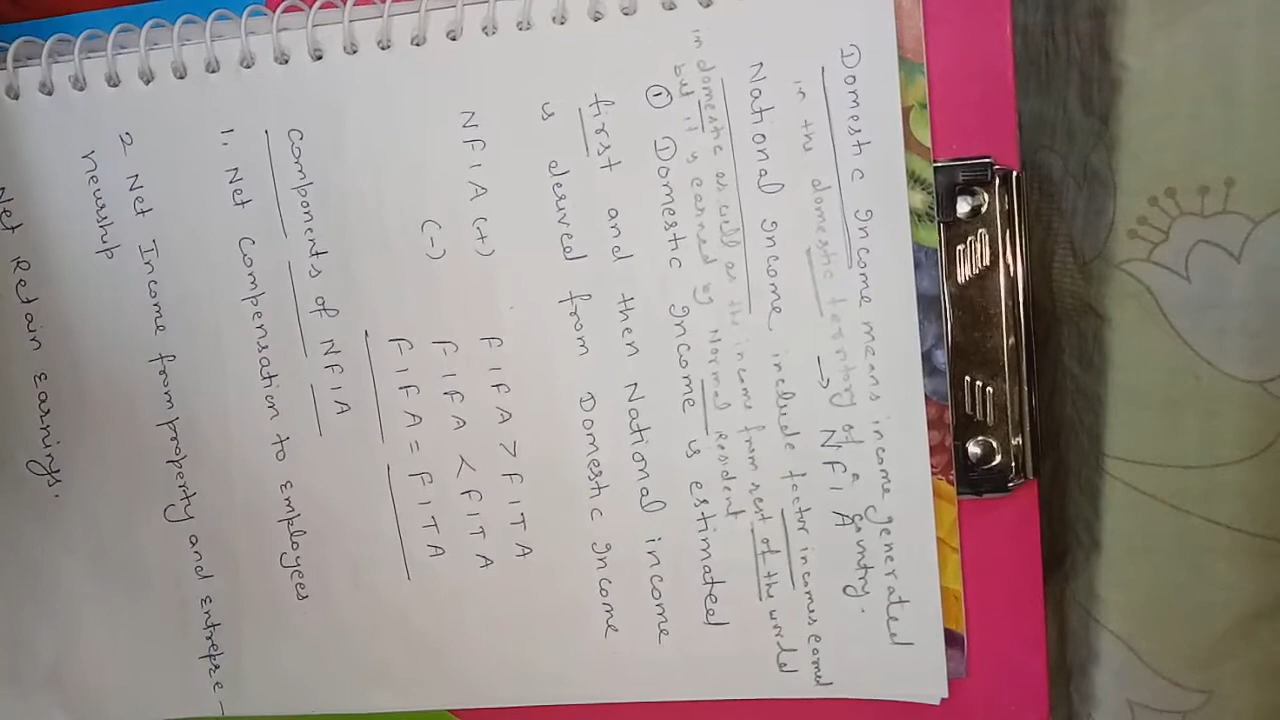 Domestic Income means income generated
in the domestic territory of a country.
→ NFIA
National Income include factor incomes earned
in domestic as well as the income from rest of the world
but it is earned by Normal Resident
① Domestic Income is estimated
first and then National income
is derived from Domestic Income
NFIA (+) FIFA > FITA
(-) FIFA < FITA
FIFA = FITA
Components of NFIA
1. Net Compensation to Employees
2 Net Income from property and Entrepre-
neurship
Net Retain Earnings.